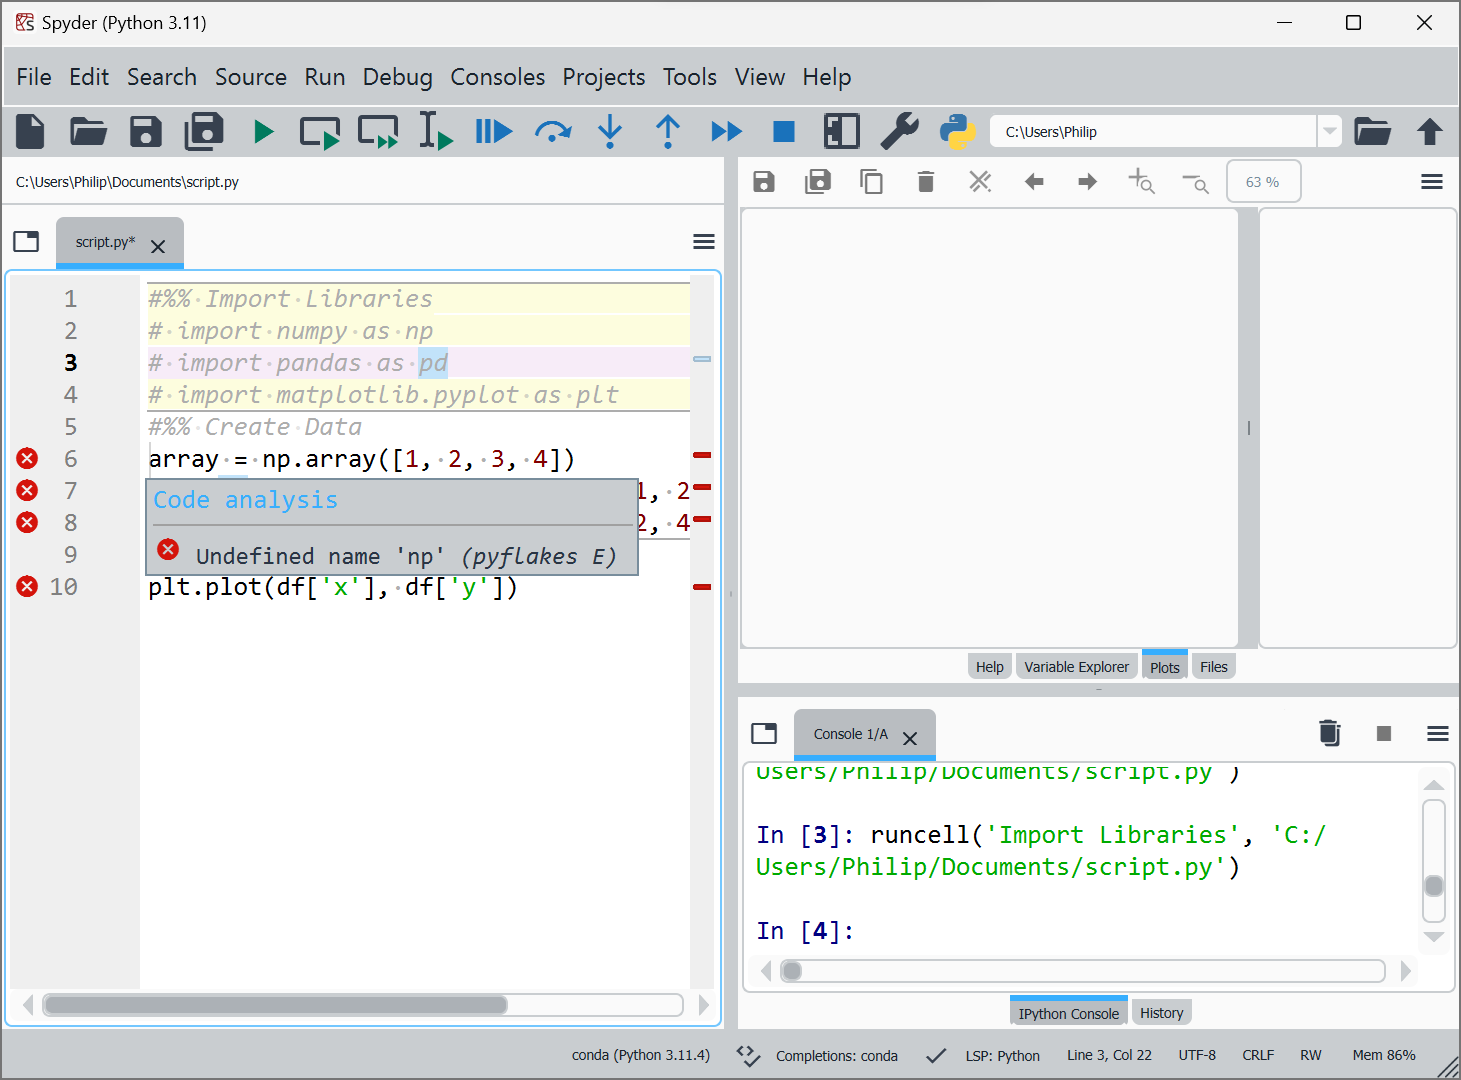 Spyder (Python 3.11)
File Edit Search Source Run Debug Consoles Projects Tools View Help
C:\Users\Philip
C:\Users\Philip\Documents\script.py
63 %
script.py*
1 #%% Import Libraries
2 # import numpy as np
3 # import pandas as pd
4 # import matplotlib.pyplot as plt
5 #%% Create Data
6 array = np.array([1, 2, 3, 4])
7 1, 2
8 2, 4
9
10 plt.plot(df['x'], df['y'])
Code analysis
Undefined name 'np' (pyflakes E)
Help Variable Explorer Plots Files
Console 1/A
Users/Philip/Documents/script.py')
In [3]: runcell('Import Libraries', 'C:/
Users/Philip/Documents/script.py')
In [4]:
IPython Console History
conda (Python 3.11.4) Completions: conda LSP: Python Line 3, Col 22 UTF-8 CRLF RW Mem 86%